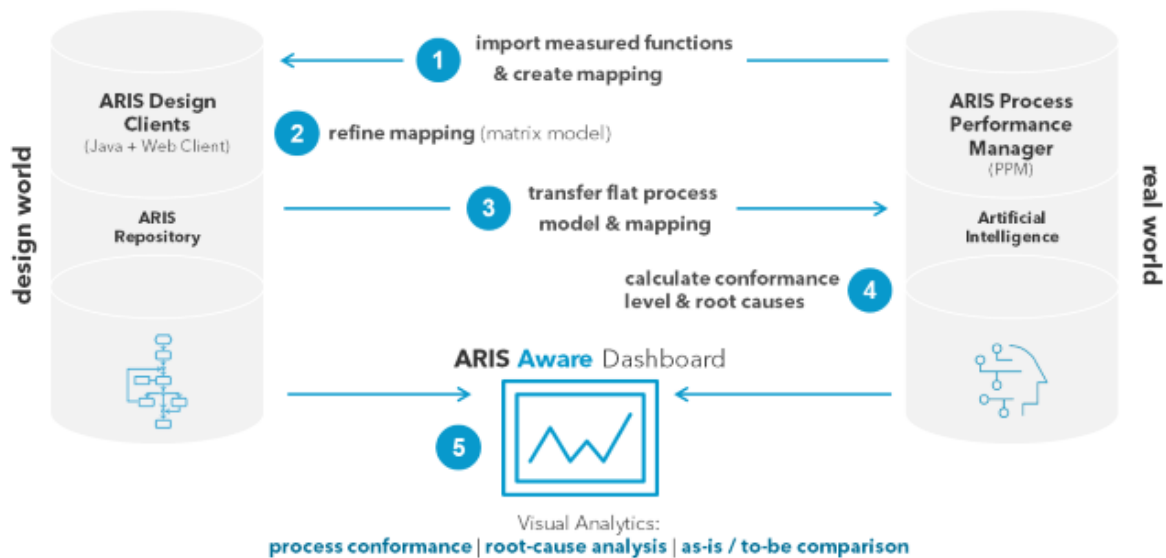 1
import measured functions
& create mapping
ARIS Design
Clients
(Java + Web Client)
ARIS Process
Performance
Manager
(PPM)
2
refine mapping (matrix model)
design world
real world
3
transfer flat process
model & mapping
ARIS
Repository
Artificial
Intelligence
calculate conformance
level & root causes
4
ARIS Aware Dashboard
5
Visual Analytics:
process conformance | root-cause analysis | as-is / to-be comparison